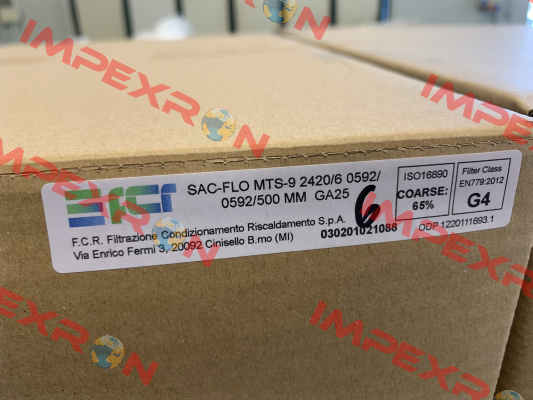 SAC-FLO MTS-9 2420/6 0592/
0592/500 MM GA25
6
F.C.R. Filtrazione Condizionamento Riscaldamento S.p.A.
Via Enrico Fermi 3, 20092 Cinisello B.mo (MI)
030201021088
ISO16890
COARSE:
65%
Filter Class
EN779:2012
G4
ODP 1220111693.1
IMPEXRON
IMPEXRON
IMPEXRON
IMPEXRON
IMPEXRON